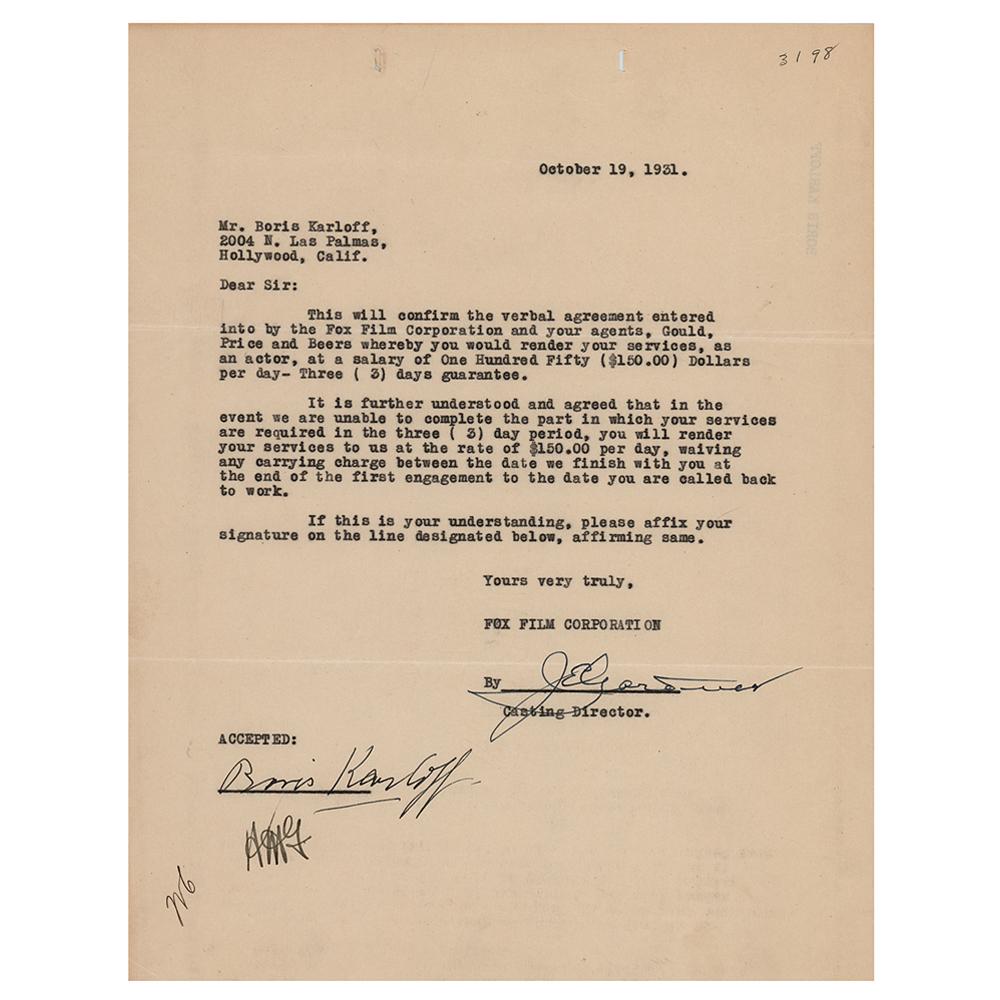 3198
October 19, 1931.
BORIS KARLOFF
Mr. Boris Karloff,
2004 N. Las Palmas,
Hollywood, Calif.
Dear Sir:
This will confirm the verbal agreement entered
into by the Fox Film Corporation and your agents, Gould,
Price and Beers whereby you would render your services, as
an actor, at a salary of One Hundred Fifty ($150.00) Dollars
per day- Three ( 3) days guarantee.
It is further understood and agreed that in the
event we are unable to complete the part in which your services
are required in the three ( 3) day period, you will render
your services to us at the rate of $150.00 per day, waiving
any carrying charge between the date we finish with you at
the end of the first engagement to the date you are called back
to work.
If this is your understanding, please affix your
signature on the line designated below, affirming same.
Yours very truly,
FOX FILM CORPORATION
By
Casting Director.
ACCEPTED:
Boris Karloff